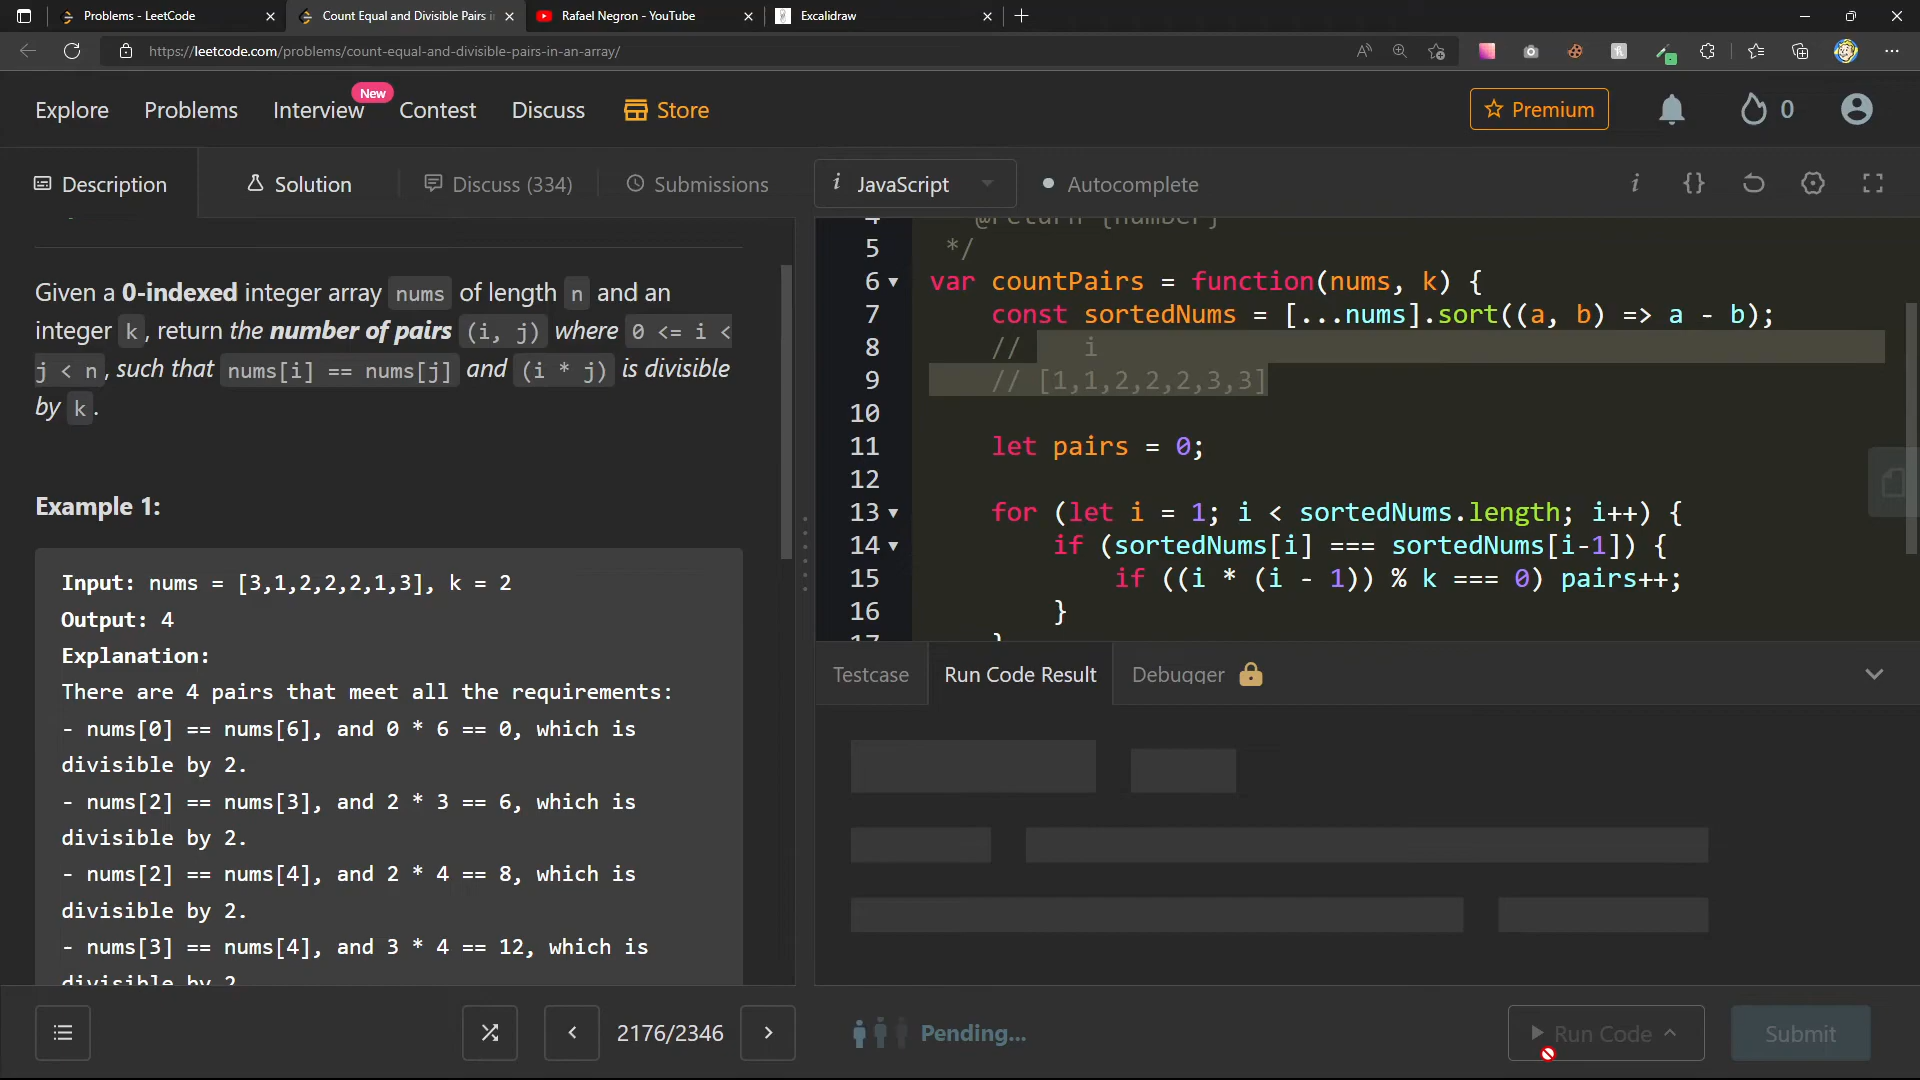 Problems - LeetCode
Count Equal and Divisible Pairs i
Rafael Negron - YouTube
Excalidraw
https://leetcode.com/problems/count-equal-and-divisible-pairs-in-an-array/
Explore
Problems
Interview
New
Contest
Discuss
Store
Premium
0
Description
Solution
Discuss (334)
Submissions
i JavaScript
Autocomplete
i {}
Given a 0-indexed integer array nums of length n and an
integer k, return the number of pairs (i, j) where 0 <= i <
j < n, such that nums[i] == nums[j] and (i * j) is divisible
by k.
Example 1:
Input: nums = [3,1,2,2,2,1,3], k = 2
Output: 4
Explanation:
There are 4 pairs that meet all the requirements:
- nums[0] == nums[6], and 0 * 6 == 0, which is
divisible by 2.
- nums[2] == nums[3], and 2 * 3 == 6, which is
divisible by 2.
- nums[2] == nums[4], and 2 * 4 == 8, which is
divisible by 2.
- nums[3] == nums[4], and 3 * 4 == 12, which is
divisible by 2.
4 @return {number}
5 */
6 var countPairs = function(nums, k) {
7 const sortedNums = [...nums].sort((a, b) => a - b);
8 // i
9 // [1,1,2,2,2,3,3]
10
11 let pairs = 0;
12
13 for (let i = 1; i < sortedNums.length; i++) {
14 if (sortedNums[i] === sortedNums[i-1]) {
15 if ((i * (i - 1)) % k === 0) pairs++;
16 }
17 }
Testcase
Run Code Result
Debugger
2176/2346
Pending...
Run Code
Submit